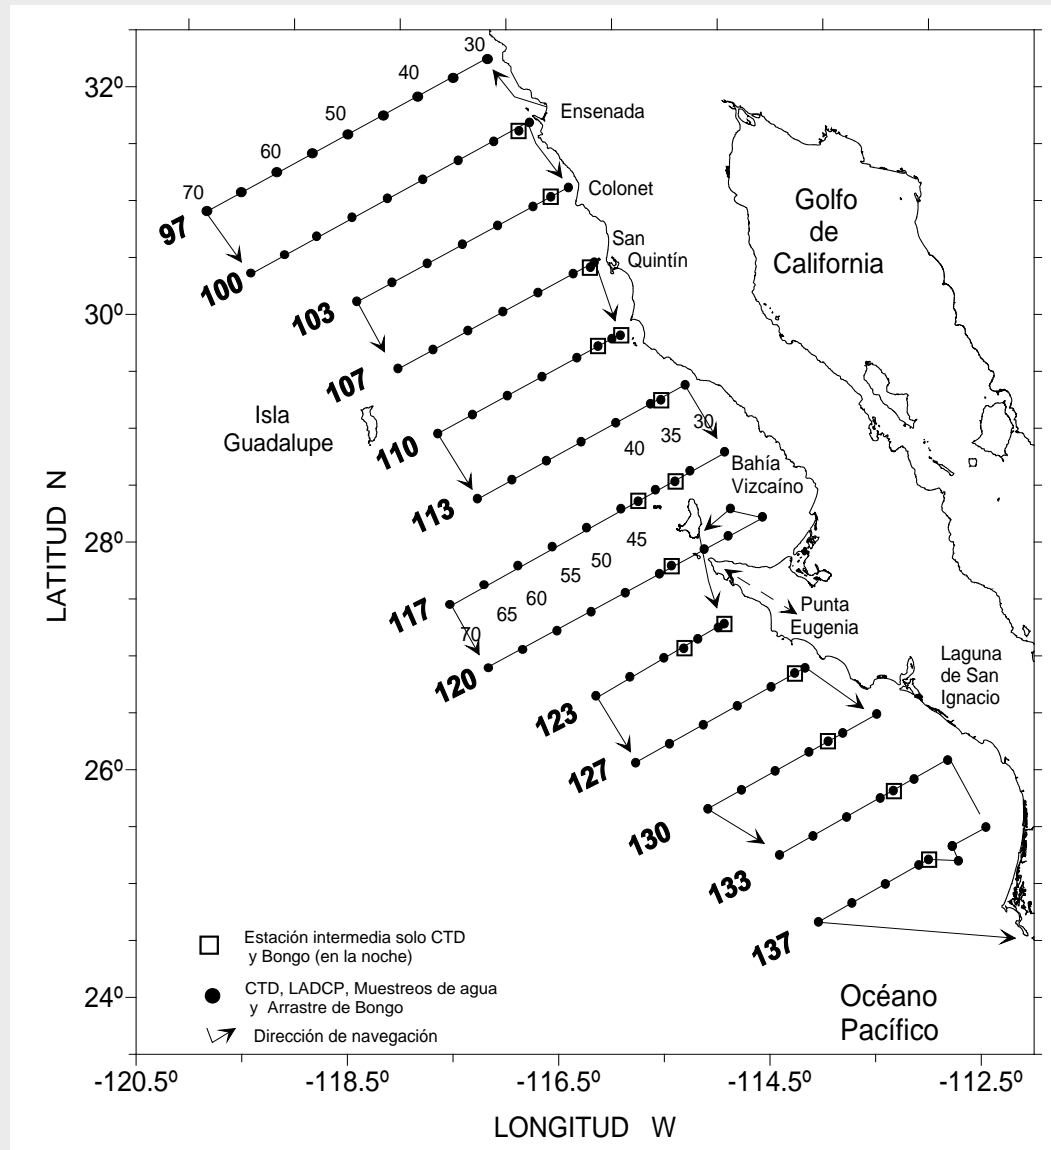 30
40
50
60
70
32º
Ensenada
Colonet
97
Golfo
de
California
100
San
Quintín
103
30º
107
Isla
Guadalupe
110
30
35
40
113
Bahía
Vizcaíno
45
50
55
60
65
70
28º
117
120
Punta
Eugenia
Laguna
de San
Ignacio
123
127
26º
130
133
137
24º
LATITUD N
Estación intermedia solo CTD
y Bongo (en la noche)
CTD, LADCP, Muestreos de agua
y Arrastre de Bongo
Dirección de navegación
Océano
Pacífico
-120.5º
-118.5º
-116.5º
-114.5º
-112.5º
LONGITUD W